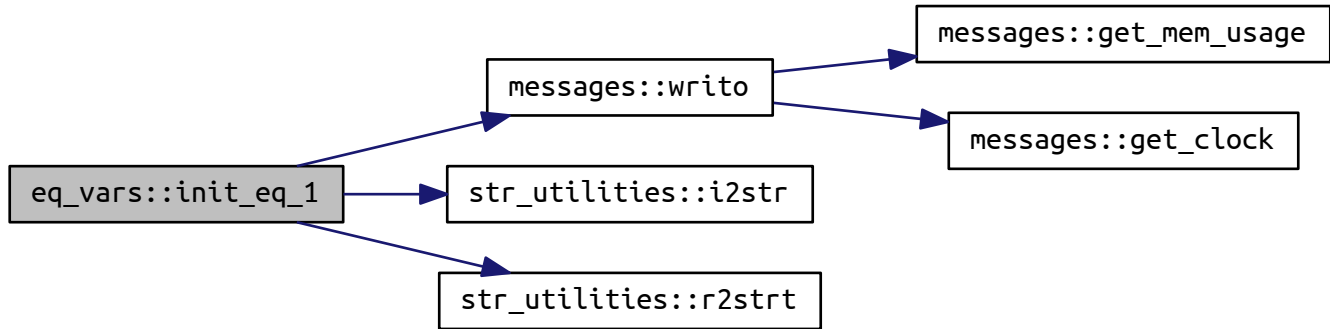 messages::get_mem_usage
messages::writo
messages::get_clock
eq_vars::init_eq_1
str_utilities::i2str
str_utilities::r2strt